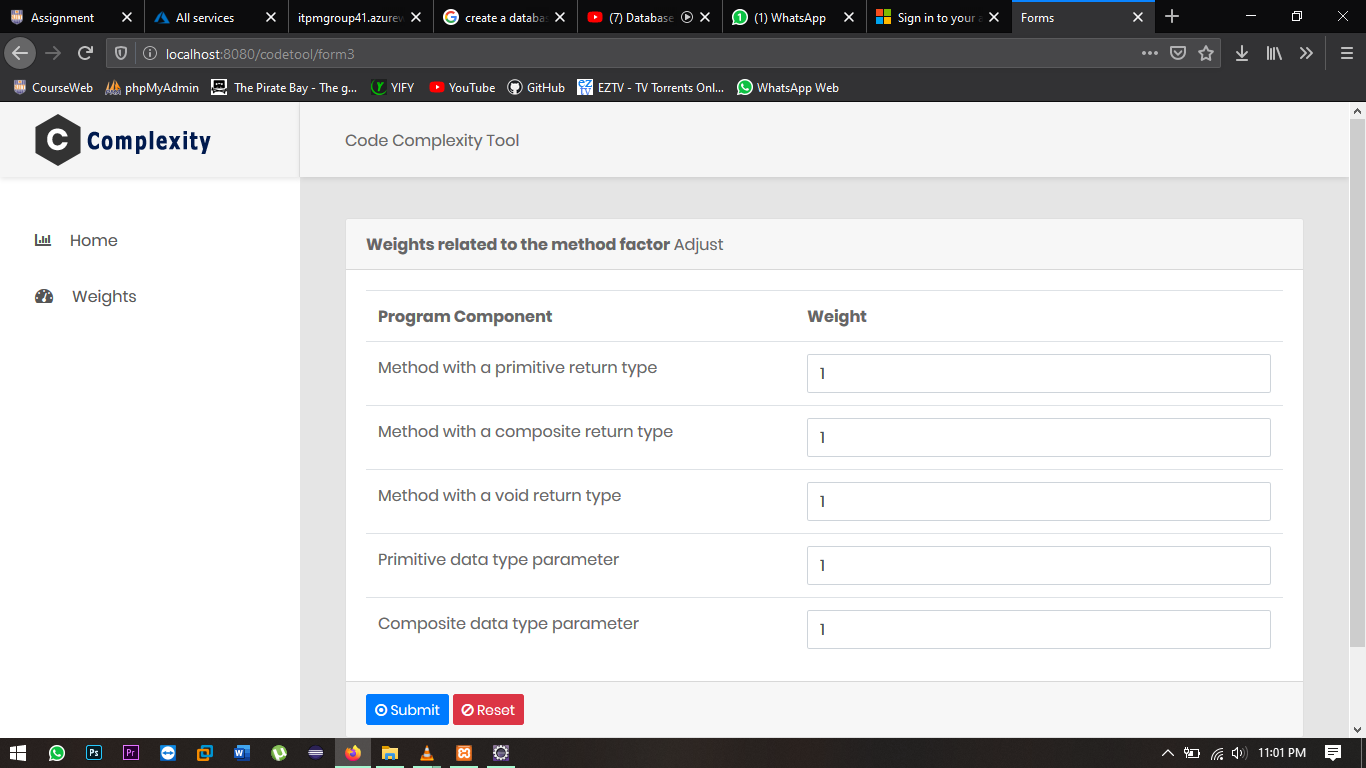 Assignment
All services
itpmgroup41.azurew
create a databas
(7) Database
(1) WhatsApp
Sign in to your a
Forms
localhost:8080/codetool/form3
CourseWeb
phpMyAdmin
The Pirate Bay - The g...
YIFY
YouTube
GitHub
EZTV - TV Torrents Onl...
WhatsApp Web
C Complexity
Code Complexity Tool
Home
Weights
Weights related to the method factor Adjust
Program Component Weight
Method with a primitive return type 1
Method with a composite return type 1
Method with a void return type 1
Primitive data type parameter 1
Composite data type parameter 1
Submit Reset
11:01 PM